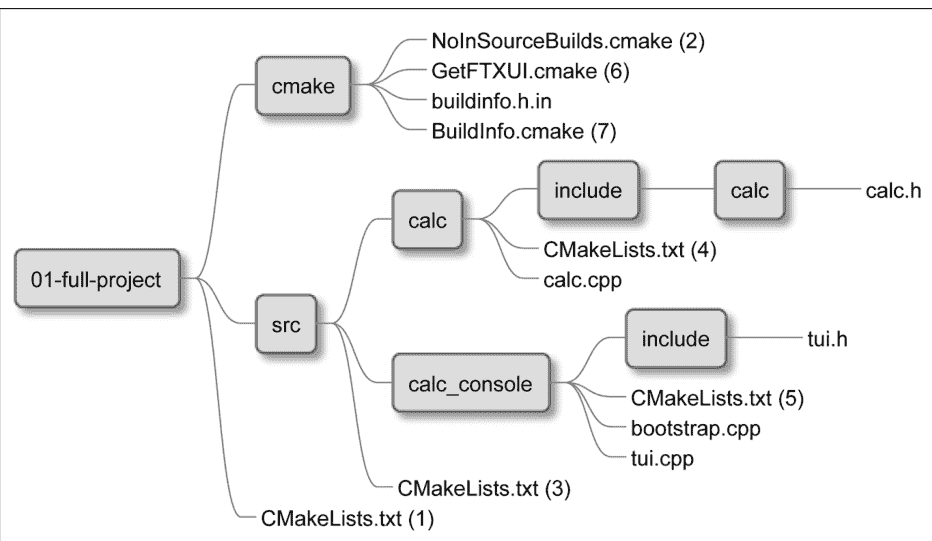 NoInSourceBuilds.cmake (2)
GetFTXUI.cmake (6)
cmake
buildinfo.h.in
BuildInfo.cmake (7)
include
calc
calc.h
calc
CMakeLists.txt (4)
calc.cpp
01-full-project
src
include
tui.h
calc_console
CMakeLists.txt (5)
bootstrap.cpp
tui.cpp
CMakeLists.txt (3)
CMakeLists.txt (1)